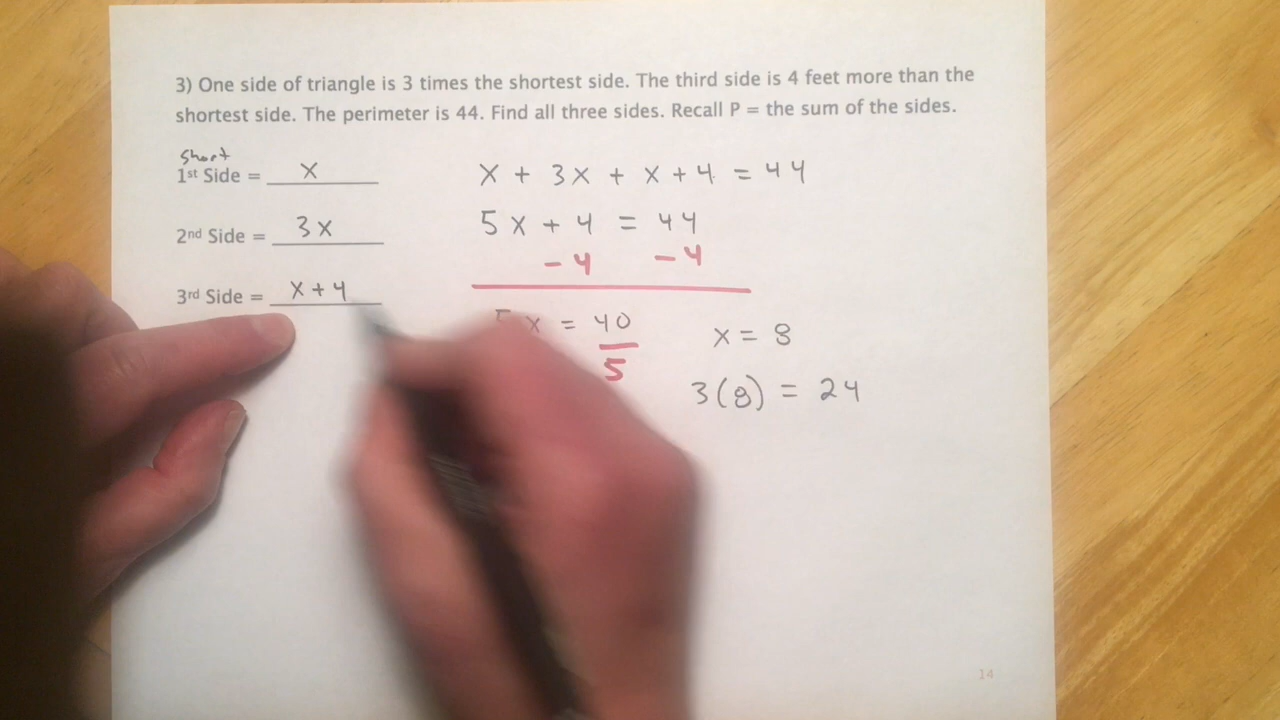 3) One side of triangle is 3 times the shortest side. The third side is 4 feet more than the
shortest side. The perimeter is 44. Find all three sides. Recall P = the sum of the sides.
Short
1st Side = x
2nd Side = 3x
3rd Side = x+4
x + 3x + x + 4 = 44
5x + 4 = 44
-4 -4
x = 40
5
x = 8
3(8) = 24
14